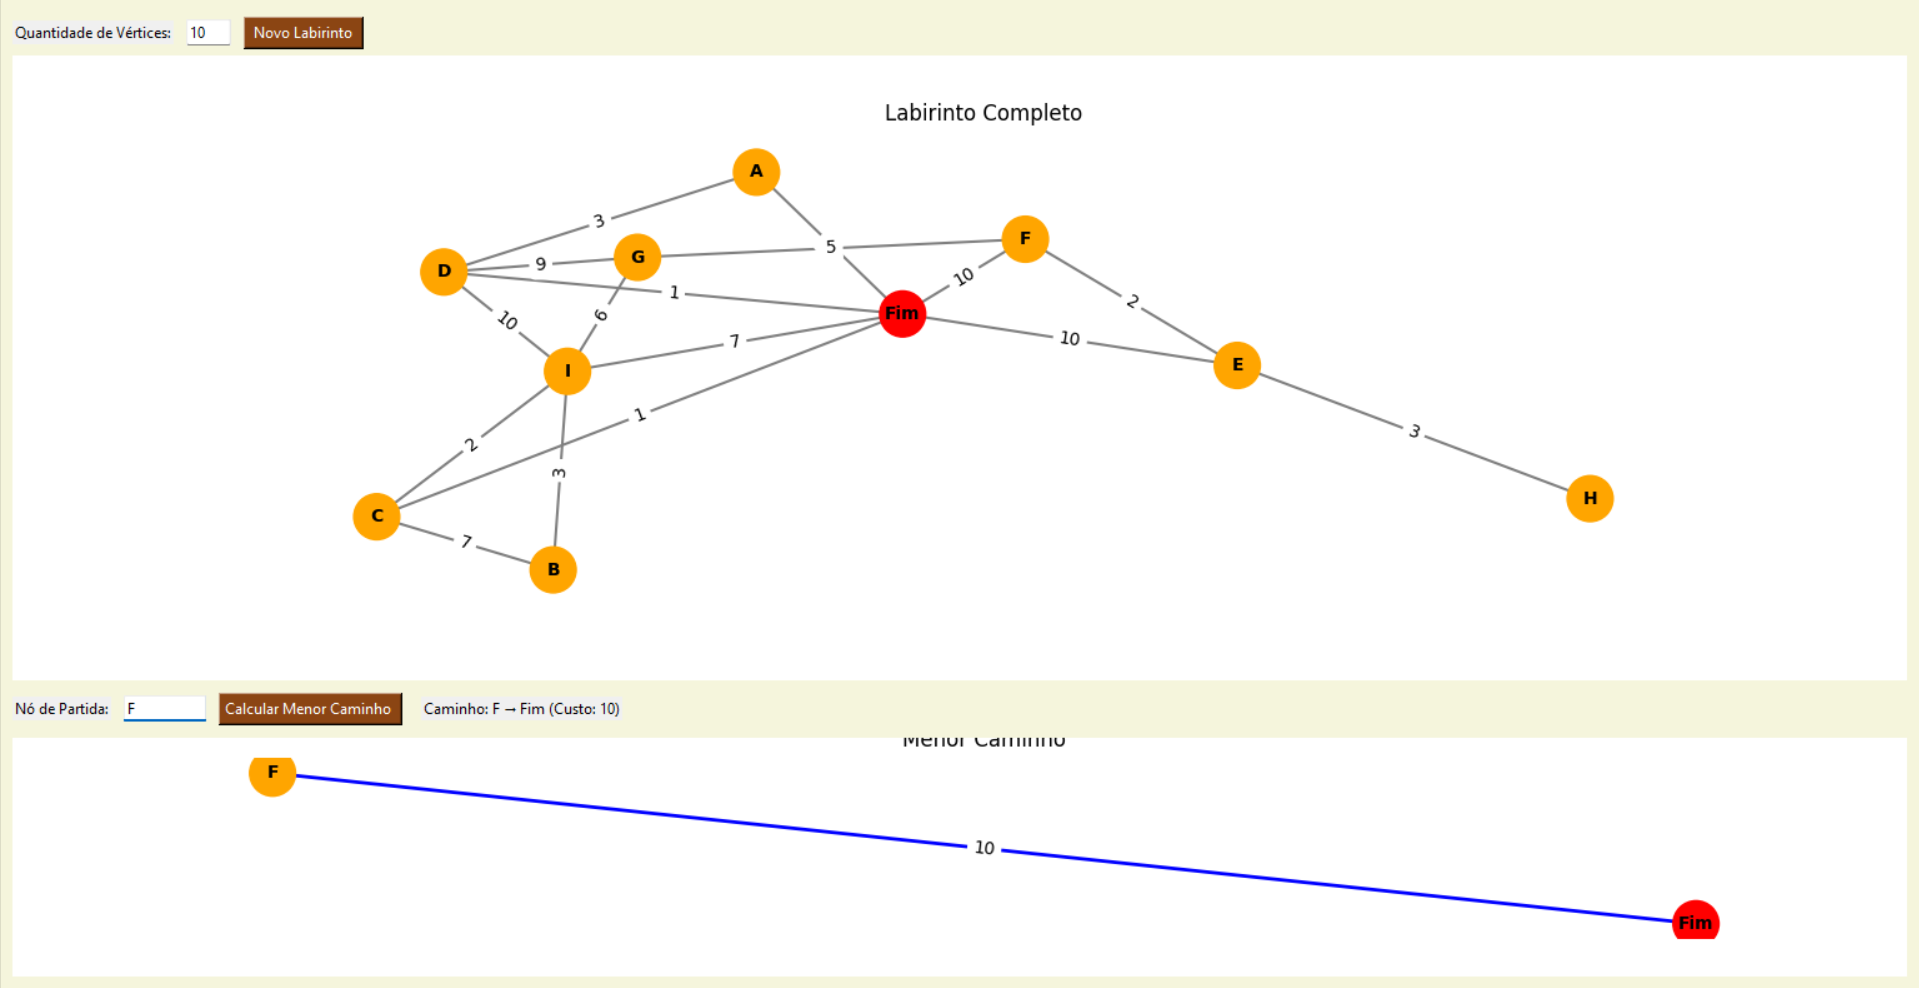 Quantidade de Vértices: 10 Novo Labirinto
Labirinto Completo
A
3
F
5
G
D
9
10
1
2
Fim
10
6
10
7
E
I
1
3
2
3
H
C
7
B
Nó de Partida: F Calcular Menor Caminho Caminho: F → Fim (Custo: 10)
Menor Caminho
F
10
Fim